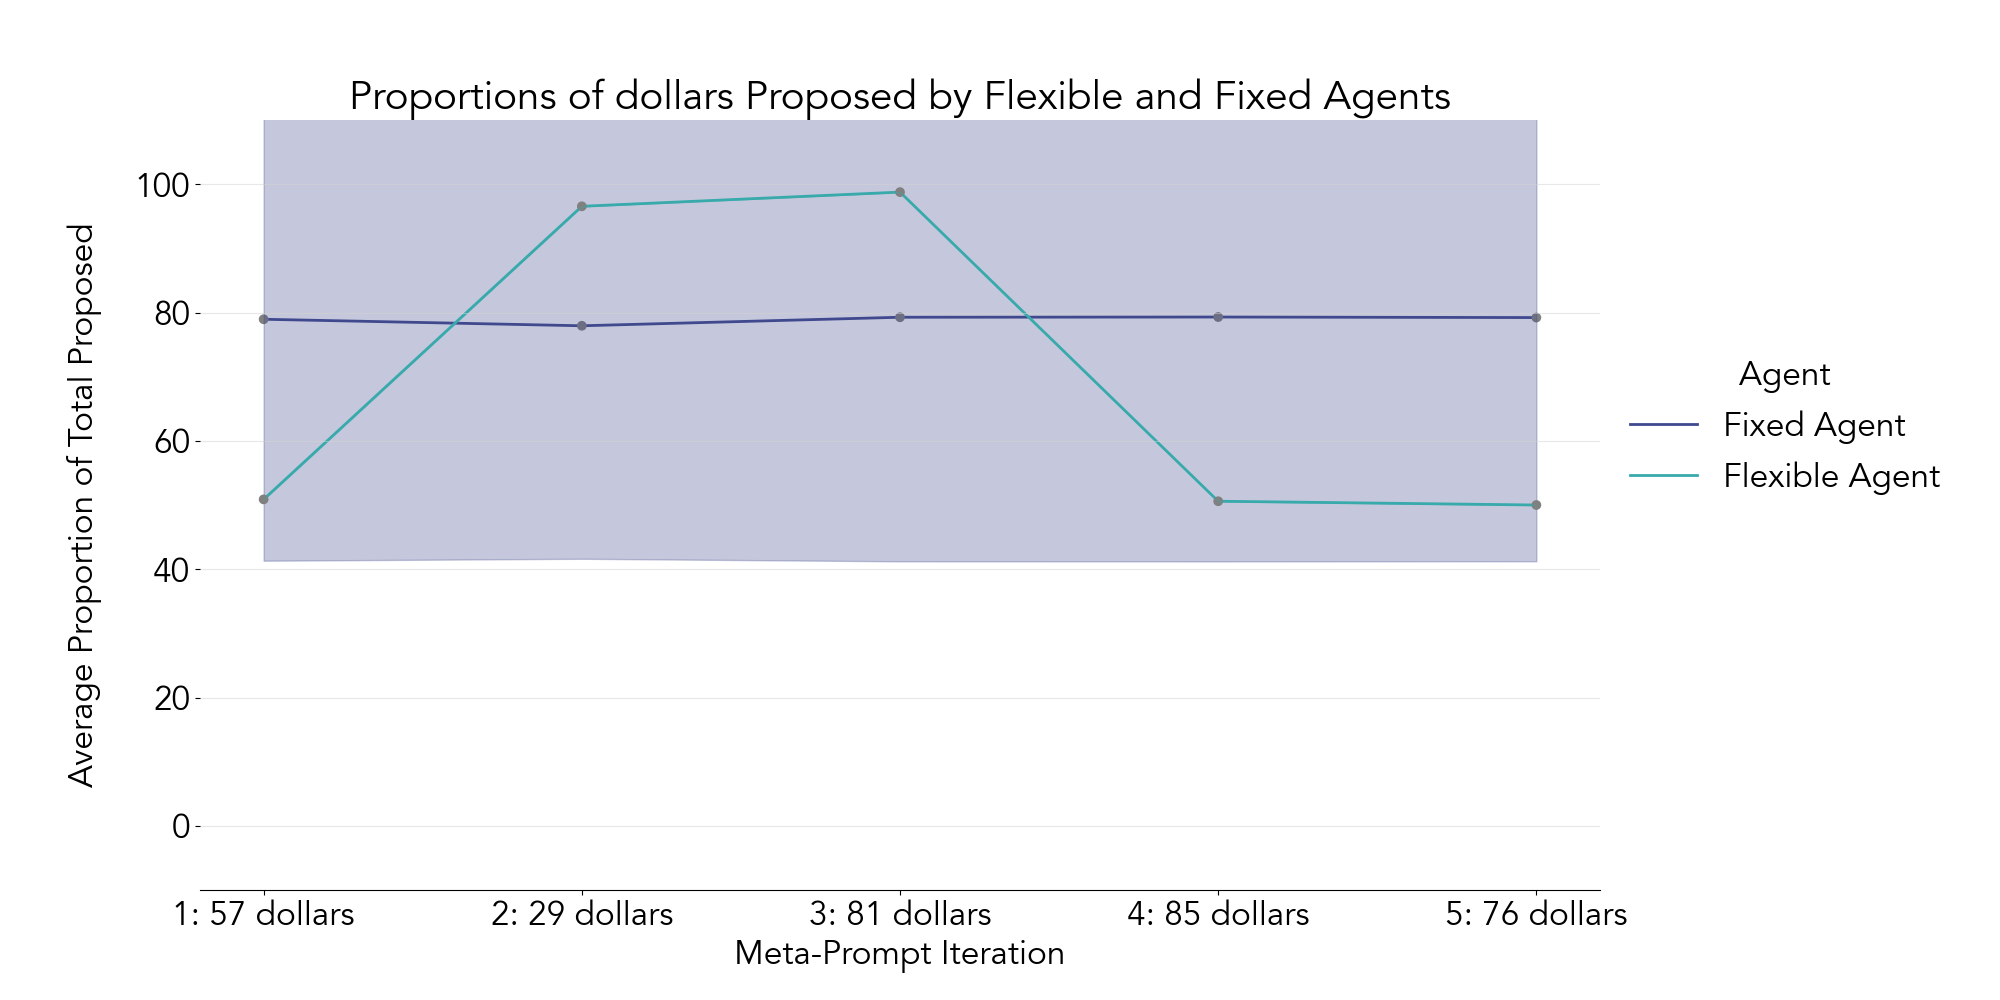 Proportions of dollars Proposed by Flexible and Fixed Agents
Average Proportion of Total Proposed
100
80
60
40
20
0
1: 57 dollars
2: 29 dollars
3: 81 dollars
4: 85 dollars
5: 76 dollars
Meta-Prompt Iteration
Agent
Fixed Agent
Flexible Agent